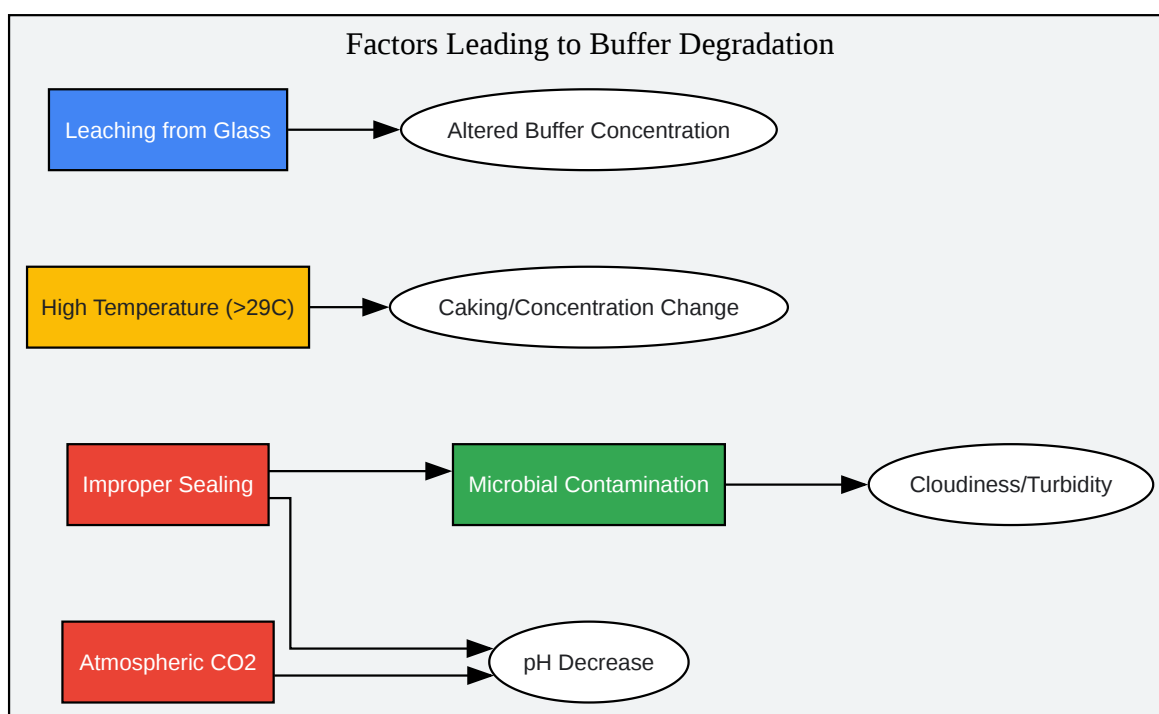 Factors Leading to Buffer Degradation
Leaching from Glass
Altered Buffer Concentration
High Temperature (>29C)
Caking/Concentration Change
Improper Sealing
Microbial Contamination
Cloudiness/Turbidity
Atmospheric CO2
pH Decrease